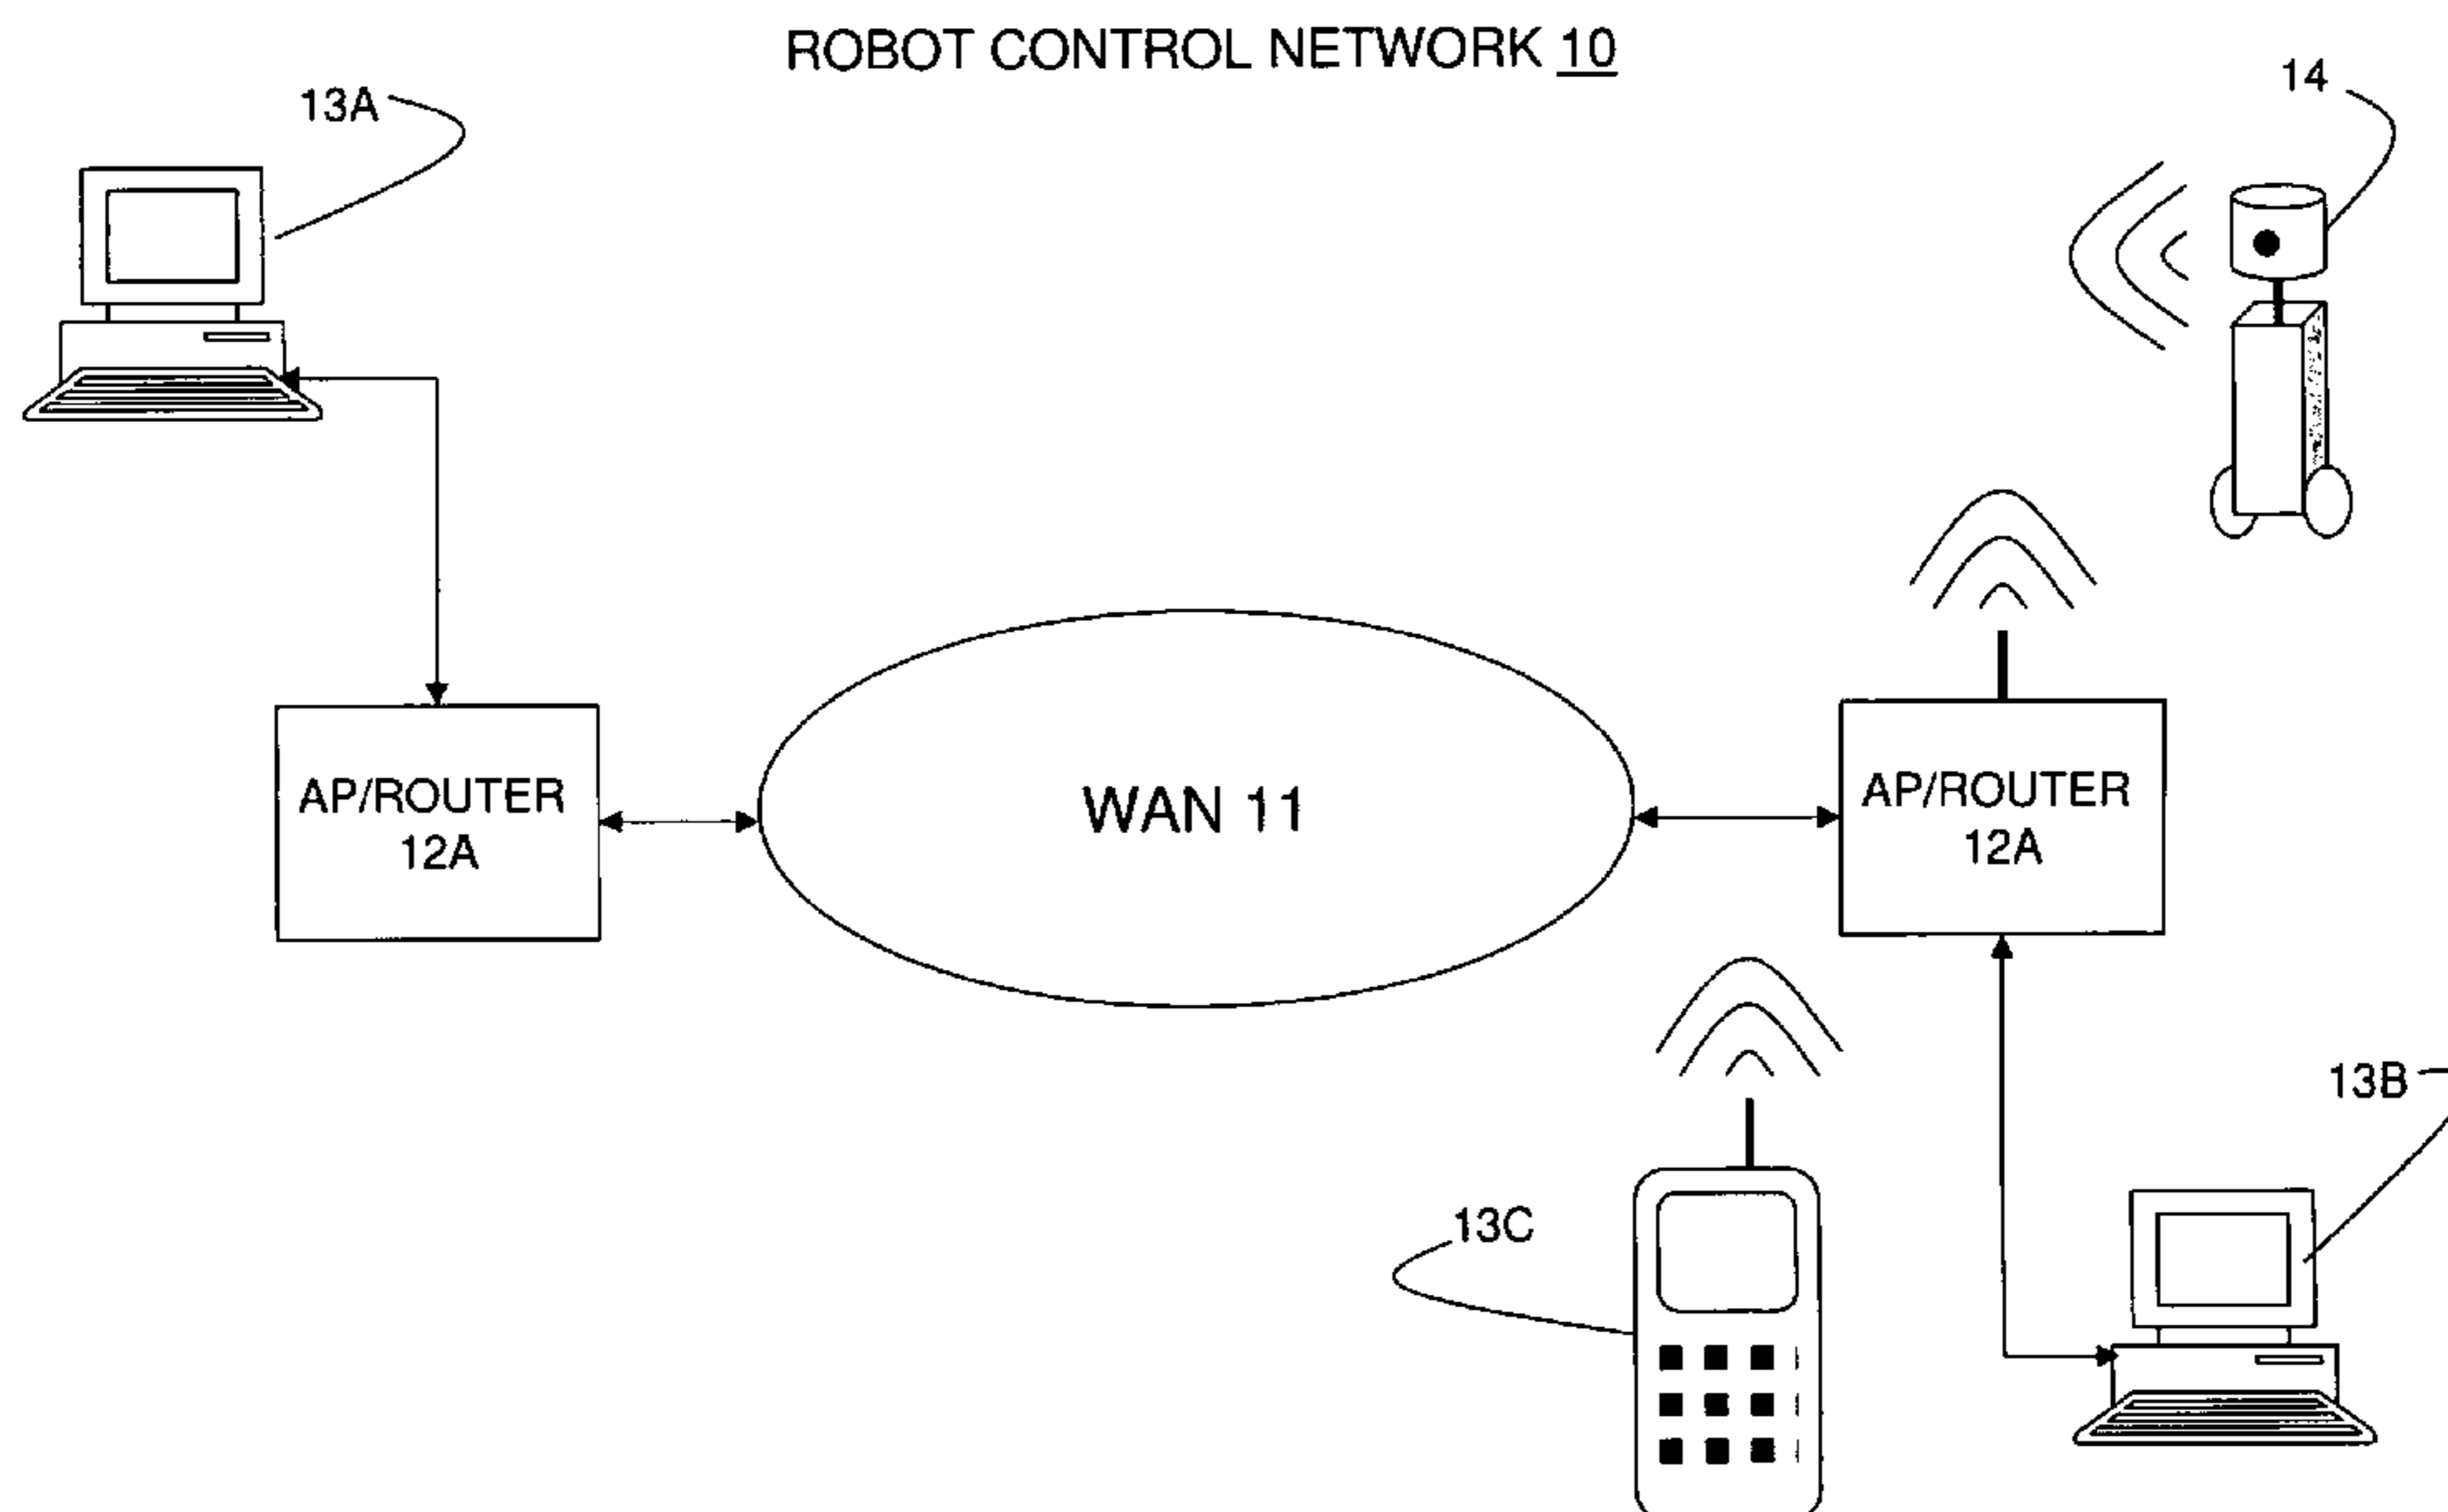 ROBOT CONTROL NETWORK 10
13A
14
AP/ROUTER
12A
WAN 11
AP/ROUTER
12A
13B
13C